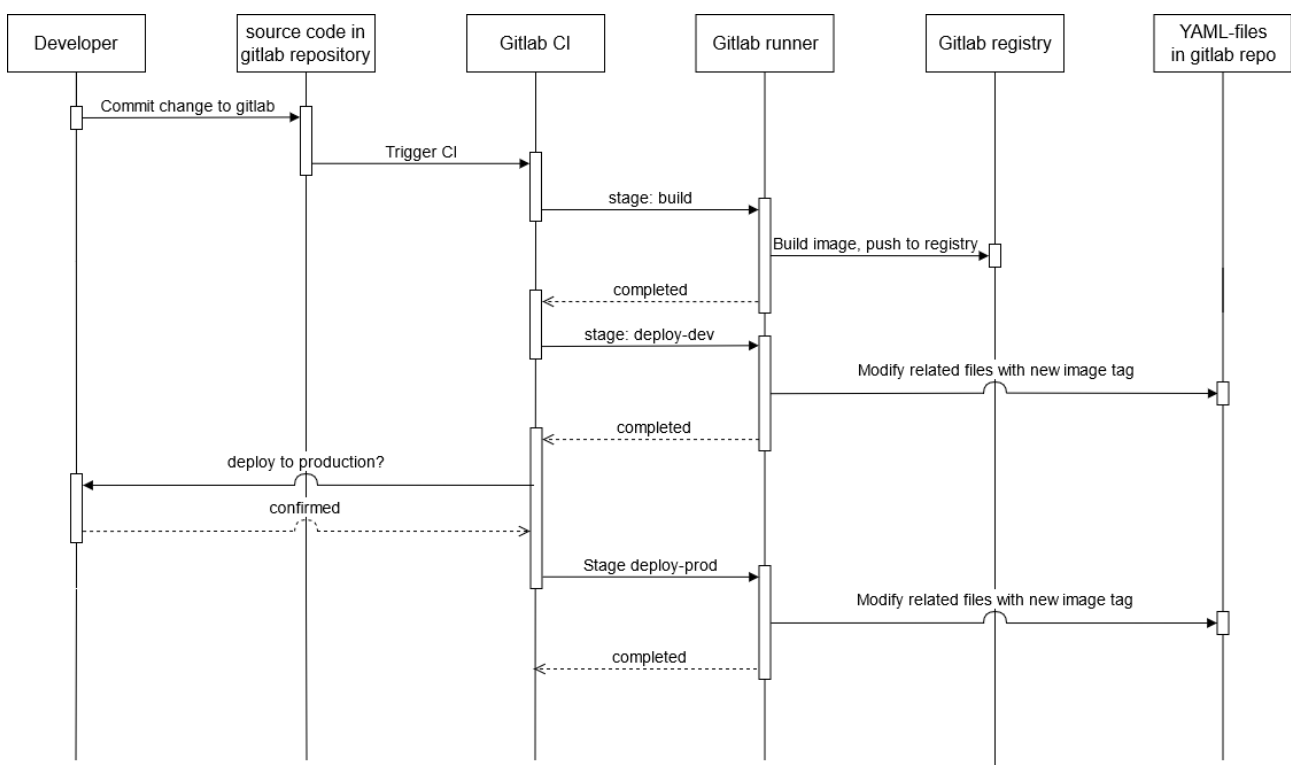 Developer
source code in
gitlab repository
Gitlab CI
Gitlab runner
Gitlab registry
YAML-files
in gitlab repo
Commit change to gitlab
Trigger CI
stage: build
Build image, push to registry
completed
stage: deploy-dev
Modify related files with new image tag
completed
deploy to production?
confirmed
Stage deploy-prod
Modify related files with new image tag
completed